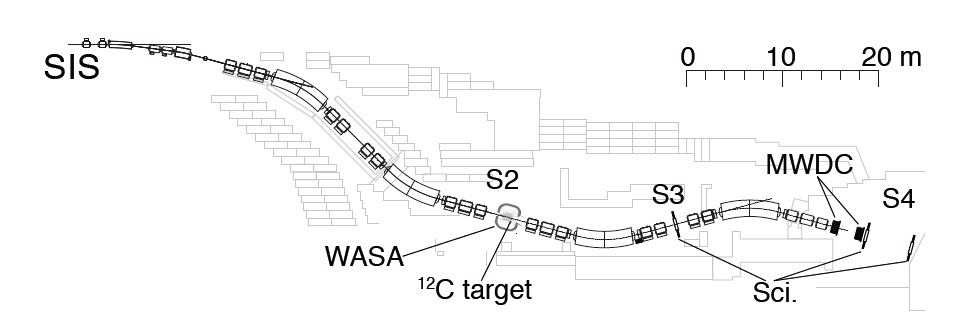 SIS
0 10 20 m
MWDC
S2
S3
S4
WASA
¹²C target
Sci.